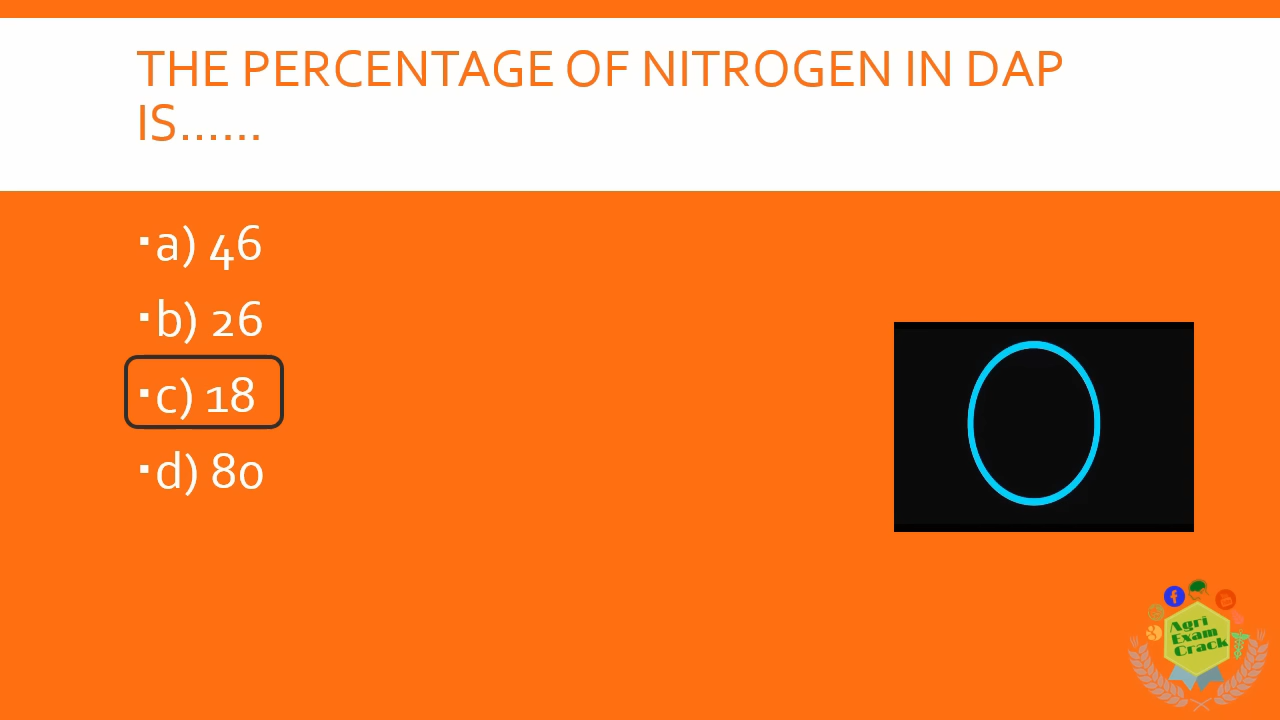 THE PERCENTAGE OF NITROGEN IN DAP
IS......
▪a) 46
▪b) 26
▪c) 18
▪d) 80
Agri
Exam
Crack